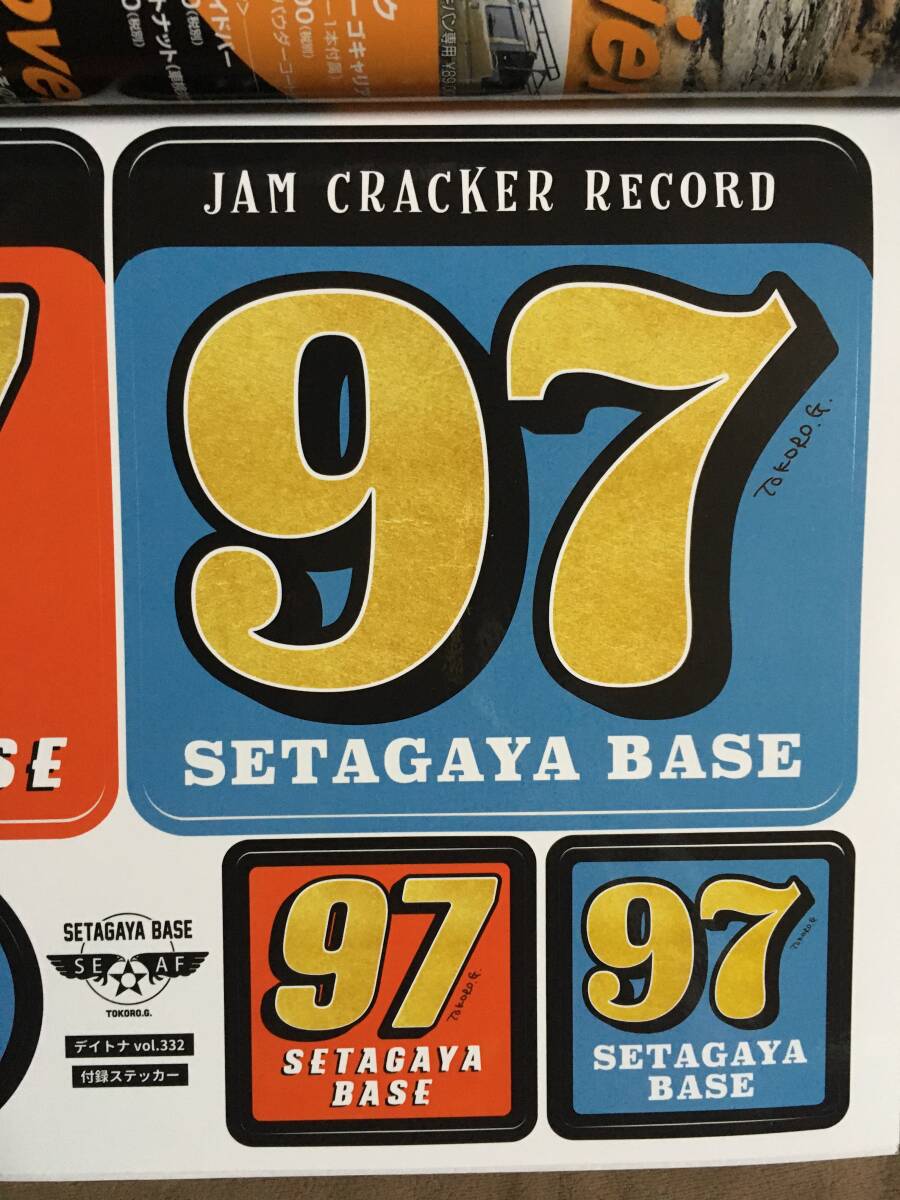 JAM CRACKER RECORD
97
TOKORO.G.
SETAGAYA BASE
SETAGAYA BASE
SE AF
TOKORO.G.
デイトナ vol.332
付録ステッカー
97
TOKORO.G.
SETAGAYA
BASE
97
TOKORO.G.
SETAGAYA
BASE